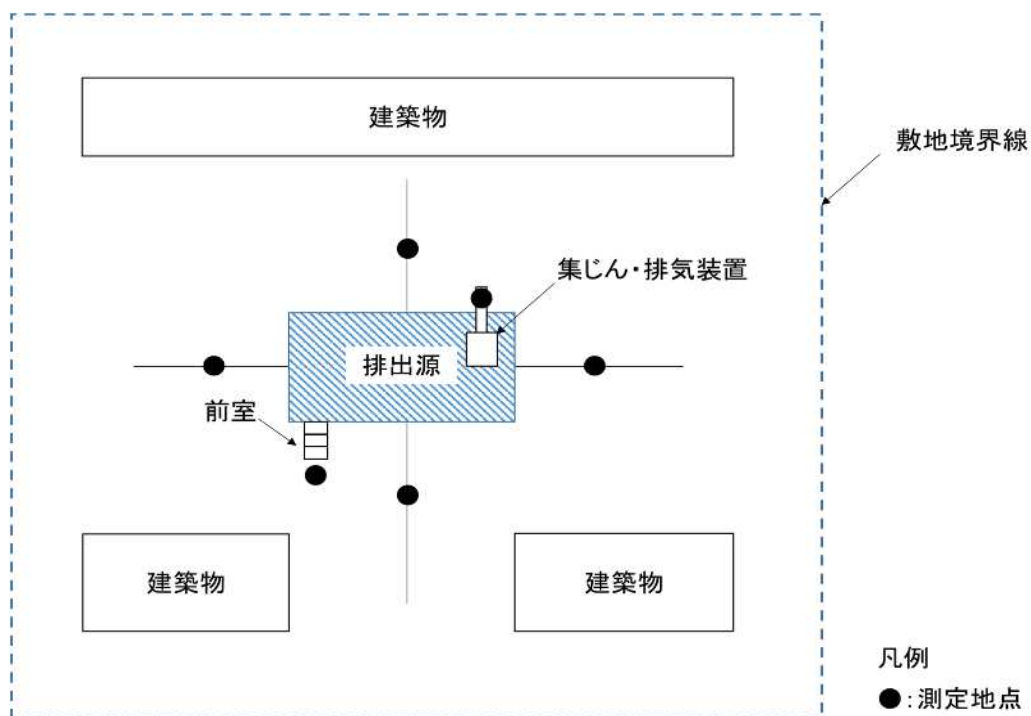 建築物
敷地境界線
集じん・排気装置
排出源
前室
建築物
建築物
凡例
●:測定地点